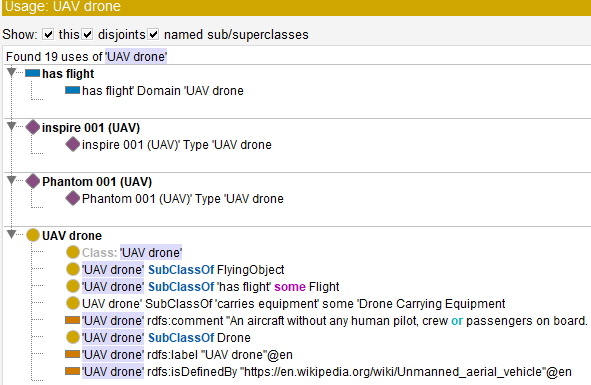 Usage: UAV drone
Show: this disjoints named sub/superclasses
Found 19 uses of 'UAV drone'
has flight
has flight' Domain 'UAV drone
inspire 001 (UAV)
inspire 001 (UAV)' Type 'UAV drone
Phantom 001 (UAV)
Phantom 001 (UAV)' Type 'UAV drone
UAV drone
Class: 'UAV drone'
'UAV drone' SubClassOf FlyingObject
'UAV drone' SubClassOf 'has flight' some Flight
UAV drone' SubClassOf 'carries equipment' some 'Drone Carrying Equipment
'UAV drone' rdfs:comment "An aircraft without any human pilot, crew or passengers on board.
'UAV drone' SubClassOf Drone
'UAV drone' rdfs:label "UAV drone"@en
'UAV drone' rdfs:isDefinedBy "https://en.wikipedia.org/wiki/Unmanned_aerial_vehicle"@en